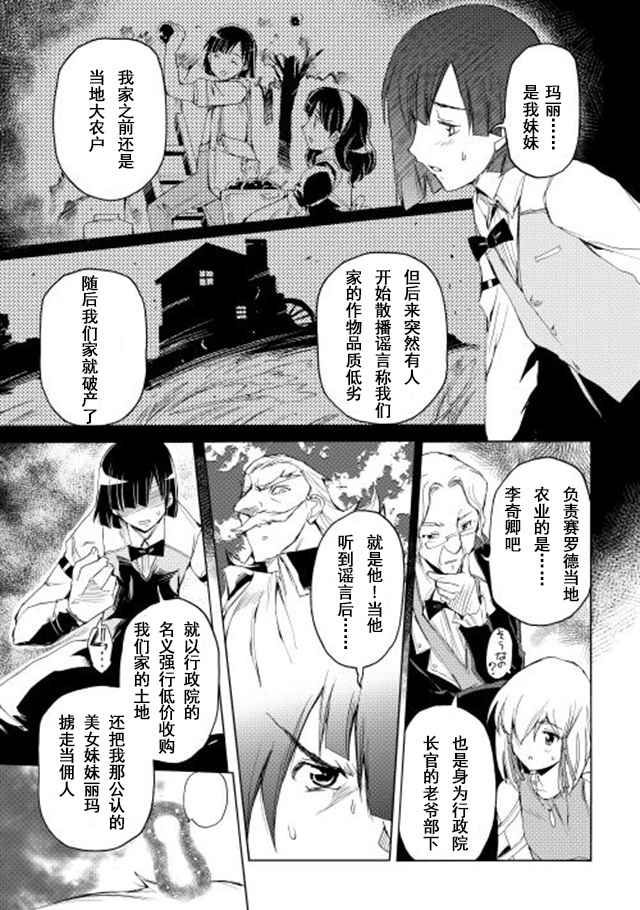 玛丽……
是我妹妹
我家之前还是
当地大农户
但后来突然有人
开始散播谣言称我们
家的作物品质低劣
随后我们
家就破产了
负责赛罗德当地
农业的是……
李奇卿吧
そうなの?
也是身为行政院
长官的老爷部下
就是他！当他
听到谣言后……
就以行政院的
名义强行低价收购
我们家的土地
还把我那公认的
美女妹妹丽玛
掳走当佣人